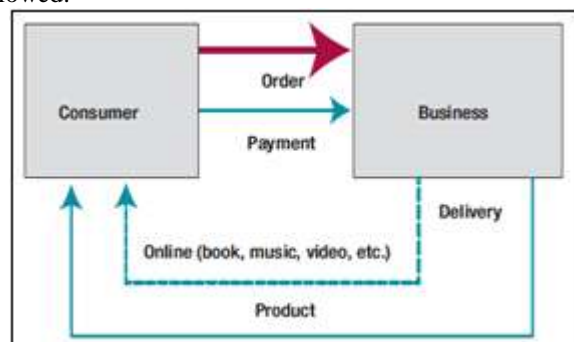 Order
Consumer
Business
Payment
Delivery
Online (book, music, video, etc.)
Product